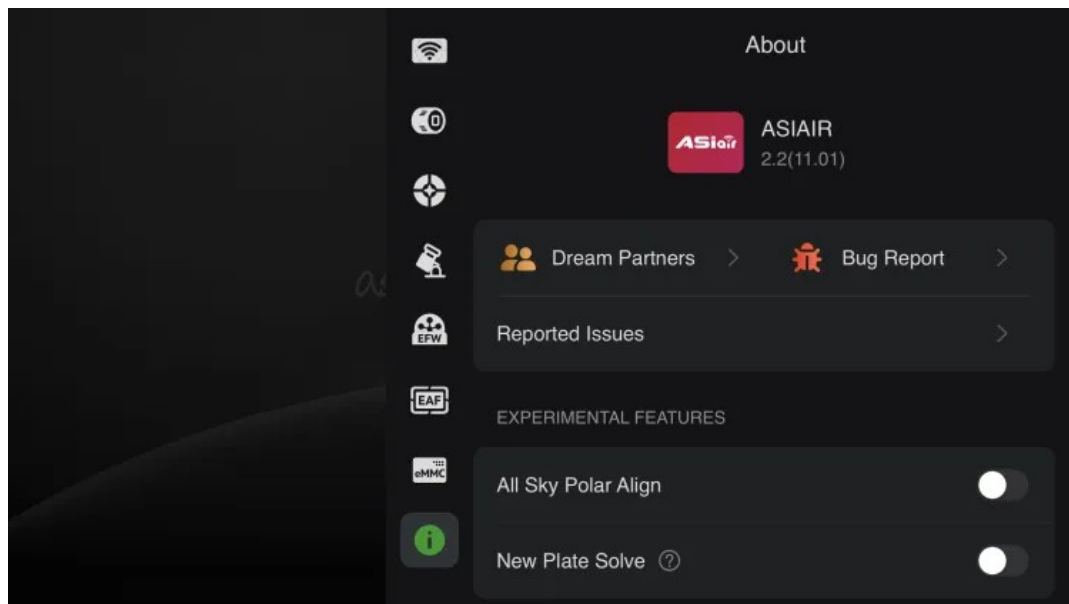 About
ASIair
ASIAIR
2.2(11.01)
Dream Partners
Bug Report
EFW
Reported Issues
EAF
EXPERIMENTAL FEATURES
eMMC
All Sky Polar Align
i
New Plate Solve ?